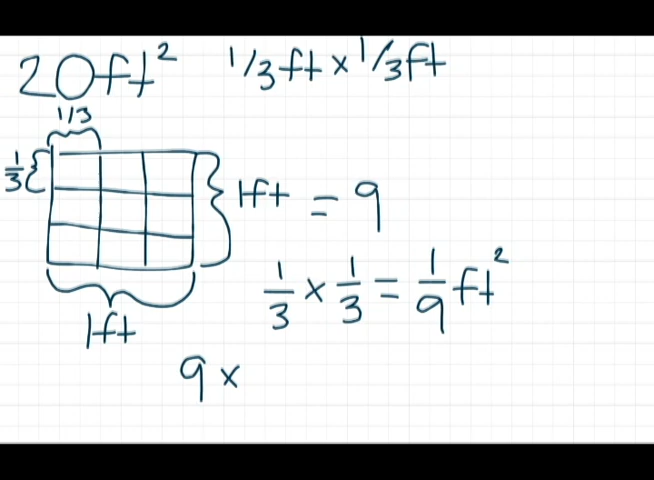 20ft² 1/3ft x 1/3ft
1/3
1/3
1ft = 9
1/3 x 1/3 = 1/9 ft²
1ft
9 x